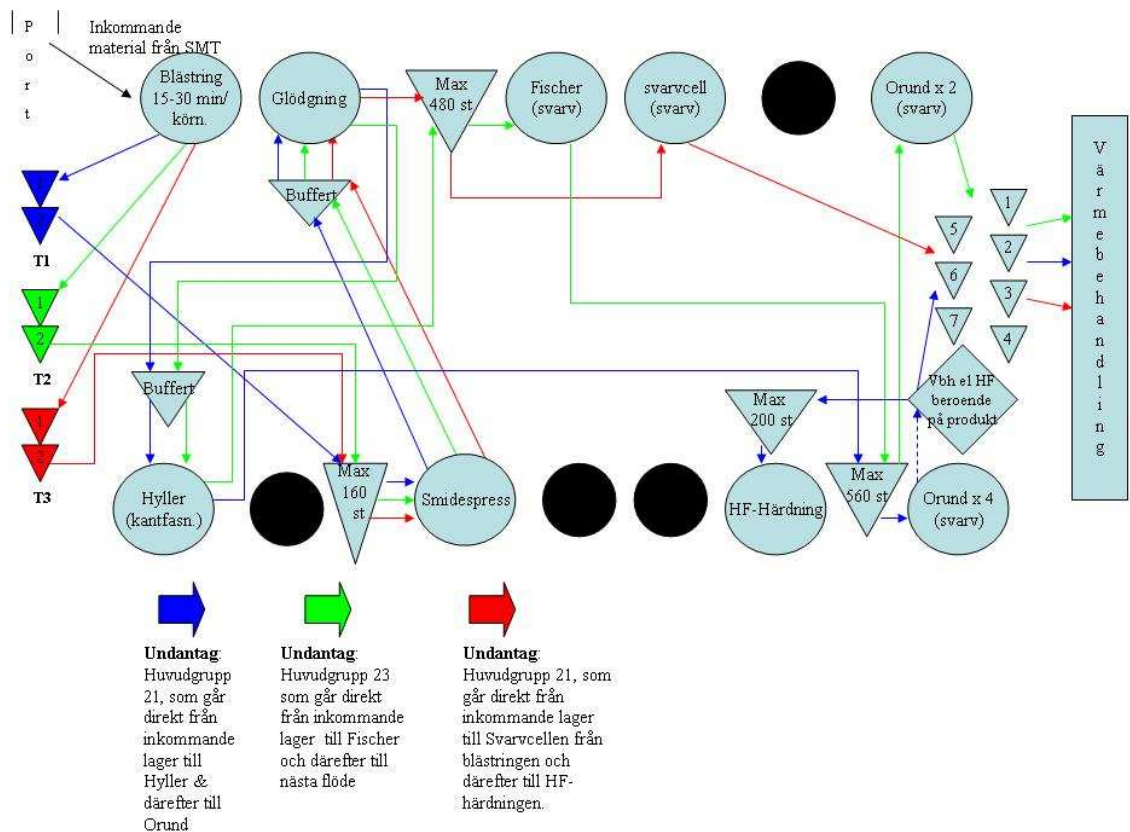 P
o
r
t
Inkommande
material från SMT
Blästring
15-30 min/
körn.
Glödgning
Max
480 st
Fischer
(svarv)
svarvcell
(svarv)
Orund x 2
(svarv)
V
ä
r
m
e
b
e
h
a
n
d
l
i
n
g
T1
Buffert
1
2
T2
1
2
T3
Buffert
5
6
7
1
2
3
4
Vbh el HF
beroende
på produkt
Max
200 st
Hyller
(kantfasn.)
Max
160
st
Smidespress
HF-Härdning
Max
560 st
Orund x 4
(svarv)
Undantag:
Huvudgrupp
21, som går
direkt från
inkommande
lager till
Hyller &
därefter till
Orund
Undantag:
Huvudgrupp 23
som går direkt
från inkommande
lager till Fischer
och därefter till
nästa flöde
Undantag:
Huvudgrupp 21, som
går direkt från
inkommande lager
till Svarvcellen från
blästringen och
därefter till HF-
härdningen.